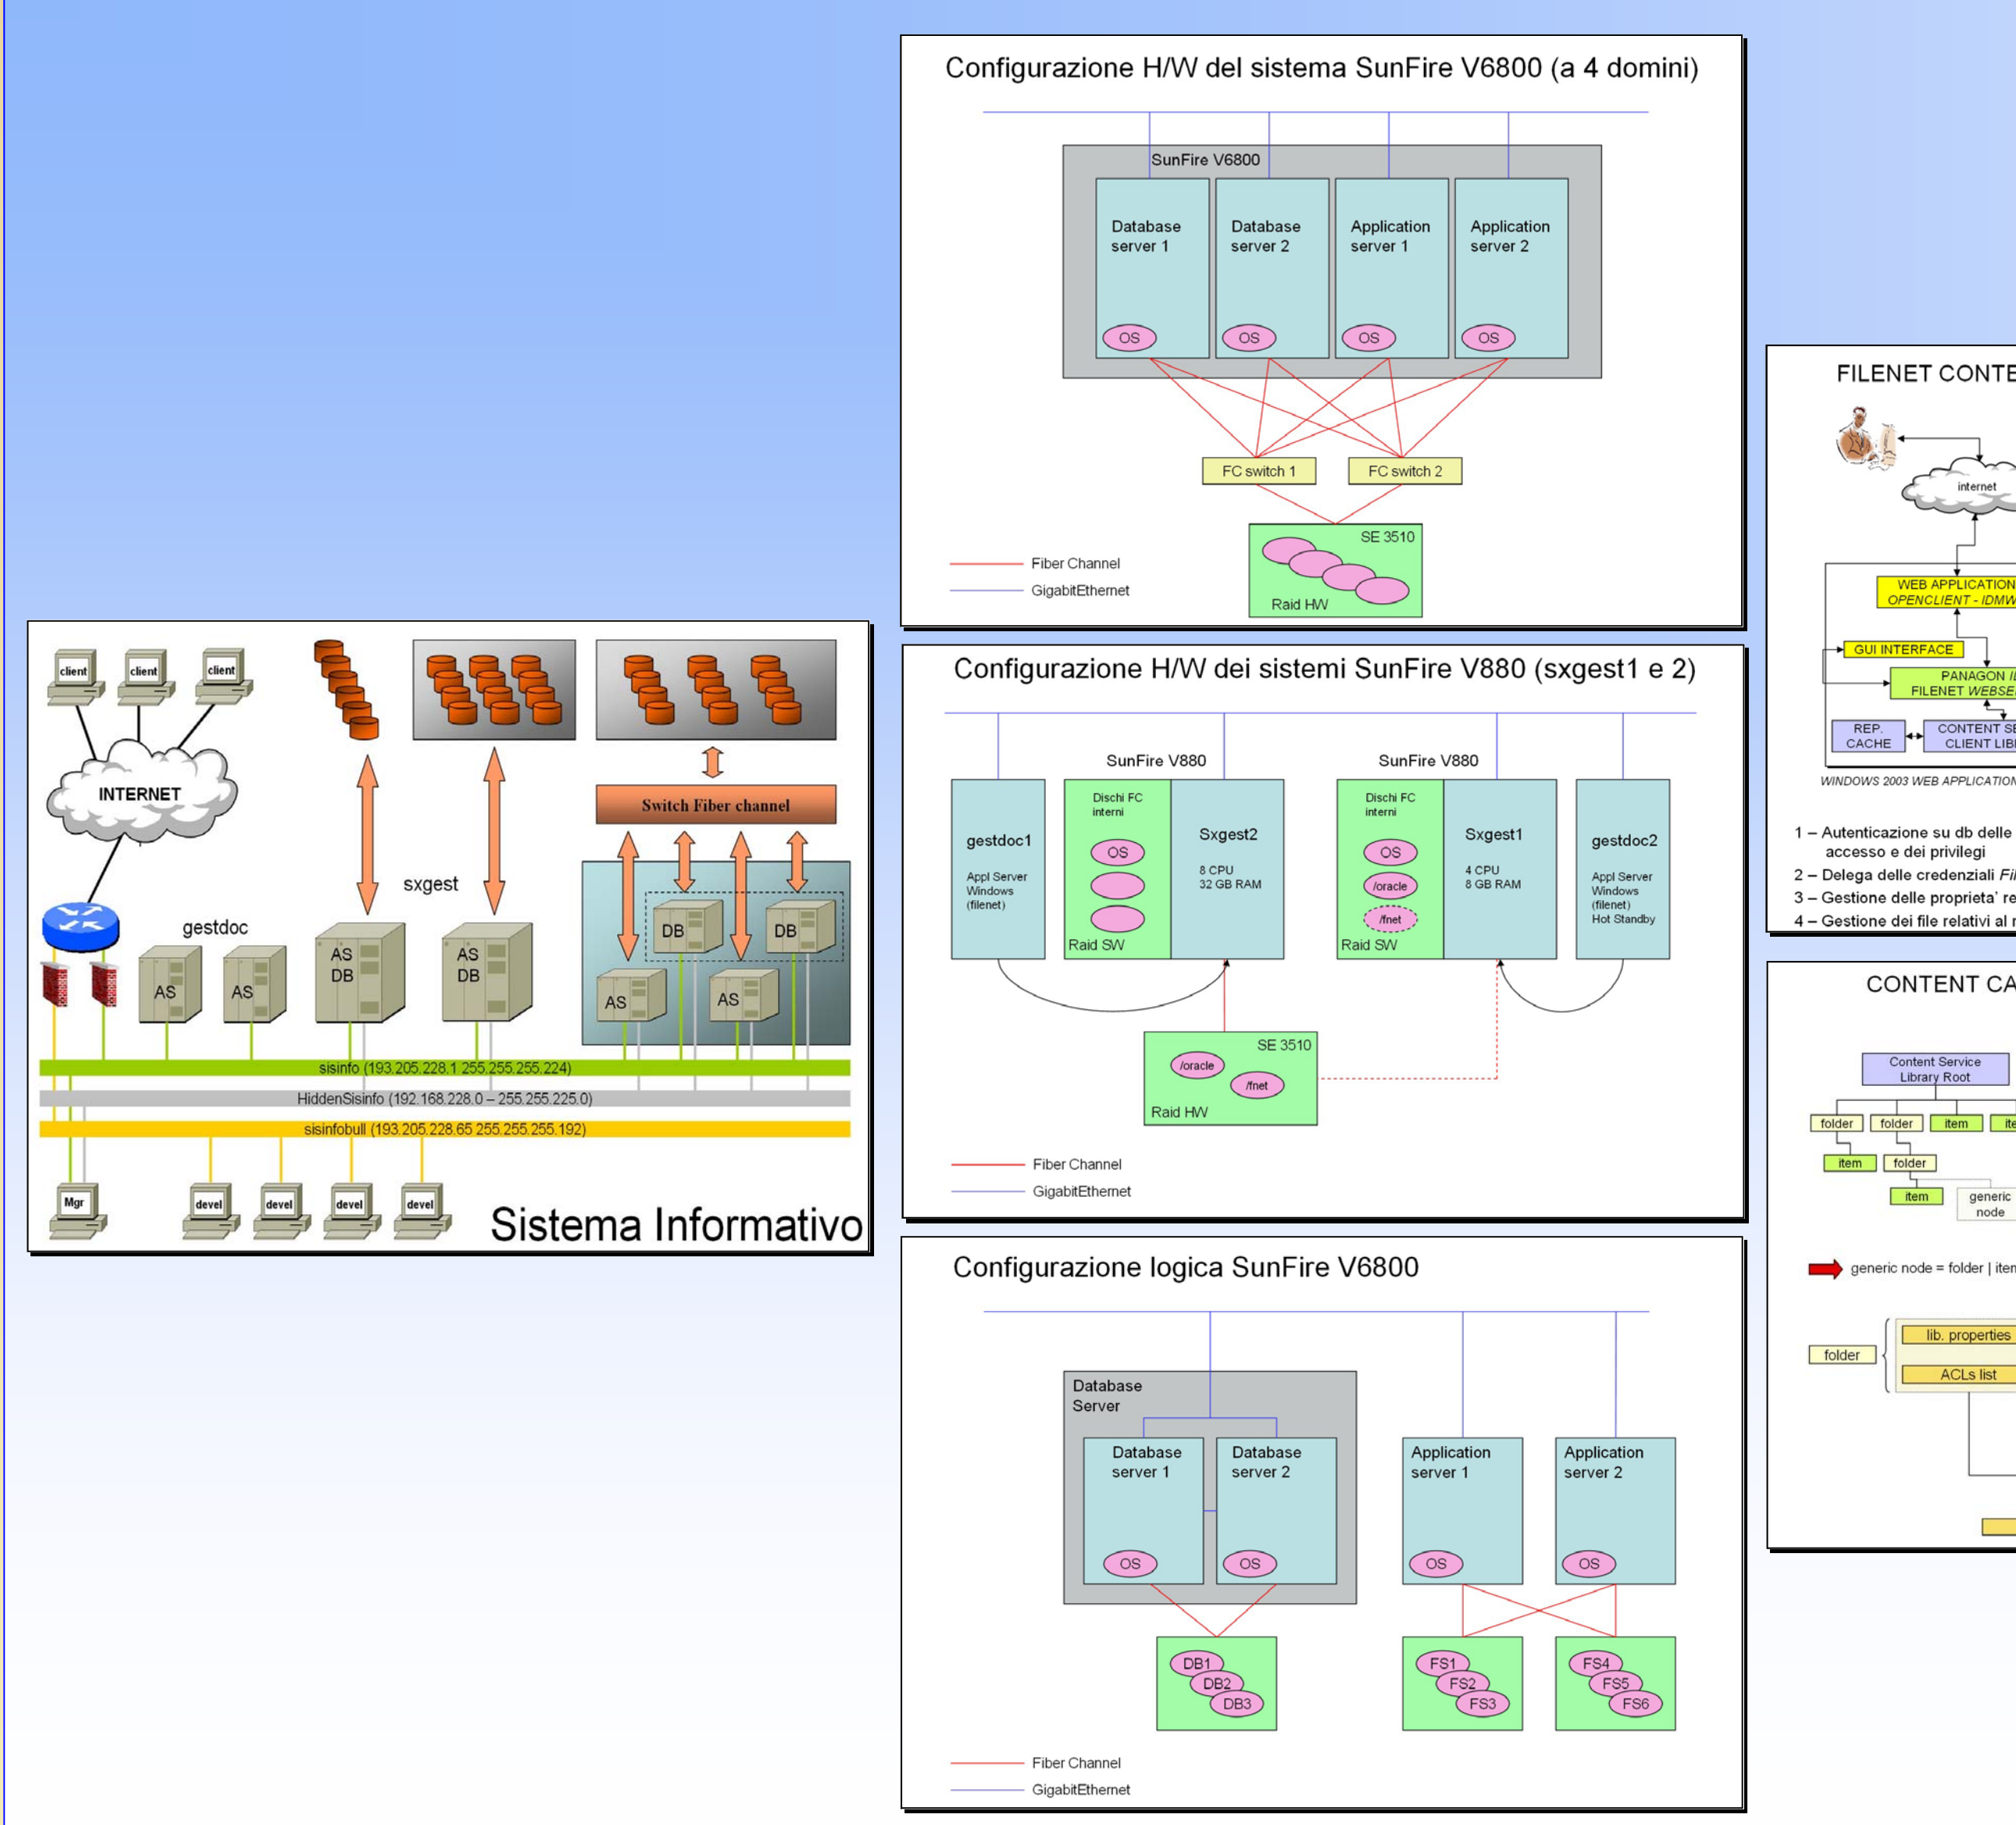 client
client
client
INTERNET
Switch Fiber channel
sxgest
gestdoc
AS
AS
AS
DB
AS
DB
DB
DB
AS
AS
sisinfo (193.205.228.1 255.255.255.224)
HiddenSisinfo (192.168.228.0 – 255.255.225.0)
sisinfobull (193.205.228.65 255.255.255.192)
Mgr
devel
devel
devel
devel
Sistema Informativo
Configurazione H/W del sistema SunFire V6800 (a 4 domini)
SunFire V6800
Database
server 1
Database
server 2
Application
server 1
Application
server 2
OS
OS
OS
OS
FC switch 1
FC switch 2
SE 3510
Raid HW
Fiber Channel
GigabitEthernet
Configurazione H/W dei sistemi SunFire V880 (sxgest1 e 2)
SunFire V880
SunFire V880
gestdoc1
Appl Server
Windows
(filenet)
Dischi FC
interni
OS
Raid SW
Sxgest2
8 CPU
32 GB RAM
Dischi FC
interni
OS
/oracle
/fnet
Raid SW
Sxgest1
4 CPU
8 GB RAM
gestdoc2
Appl Server
Windows
(filenet)
Hot Standby
SE 3510
/oracle
/fnet
Raid HW
Fiber Channel
GigabitEthernet
Configurazione logica SunFire V6800
Database
Server
Database
server 1
Database
server 2
Application
server 1
Application
server 2
OS
OS
OS
OS
DB1
DB2
DB3
FS1
FS2
FS3
FS4
FS5
FS6
Fiber Channel
GigabitEthernet
FILENET
internet
WEB APPLICATION
OPENCLIENT -
GUI INTERFACE
PANAGON
FILENET
REP.
CACHE
CONTENT
CLIENT
WINDOWS 2003 WEB APPLICATION
1 – Autenticazione su db delle
accesso e dei privilegi
2 – Delega delle credenziali
3 – Gestione delle proprieta'
4 – Gestione dei file relativi al
CONTENT
Content Service
Library Root
folder
folder
item
item
folder
item
generic
node
generic node = folder |
folder
lib. properties
ACLs list